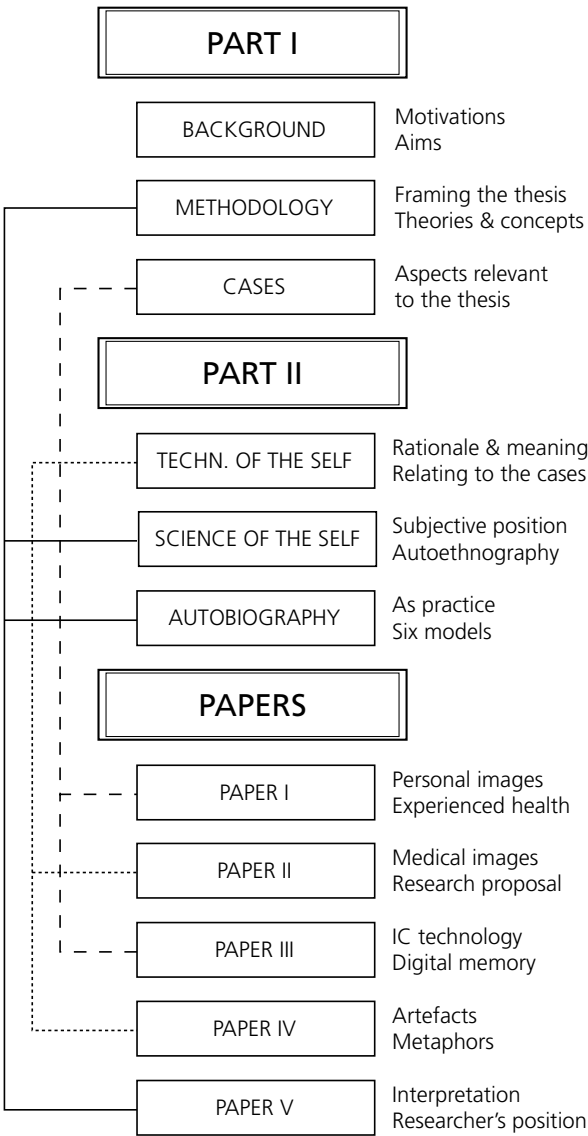 PART I
BACKGROUND
Motivations
Aims
METHODOLOGY
Framing the thesis
Theories & concepts
CASES
Aspects relevant
to the thesis
PART II
TECHN. OF THE SELF
Rationale & meaning
Relating to the cases
SCIENCE OF THE SELF
Subjective position
Autoethnography
AUTOBIOGRAPHY
As practice
Six models
PAPERS
PAPER I
Personal images
Experienced health
PAPER II
Medical images
Research proposal
PAPER III
IC technology
Digital memory
PAPER IV
Artefacts
Metaphors
PAPER V
Interpretation
Researcher's position